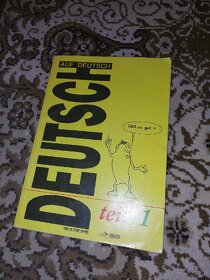 AUF DEUTSCH
DEUTSCH
Geht es gut?
teil 1